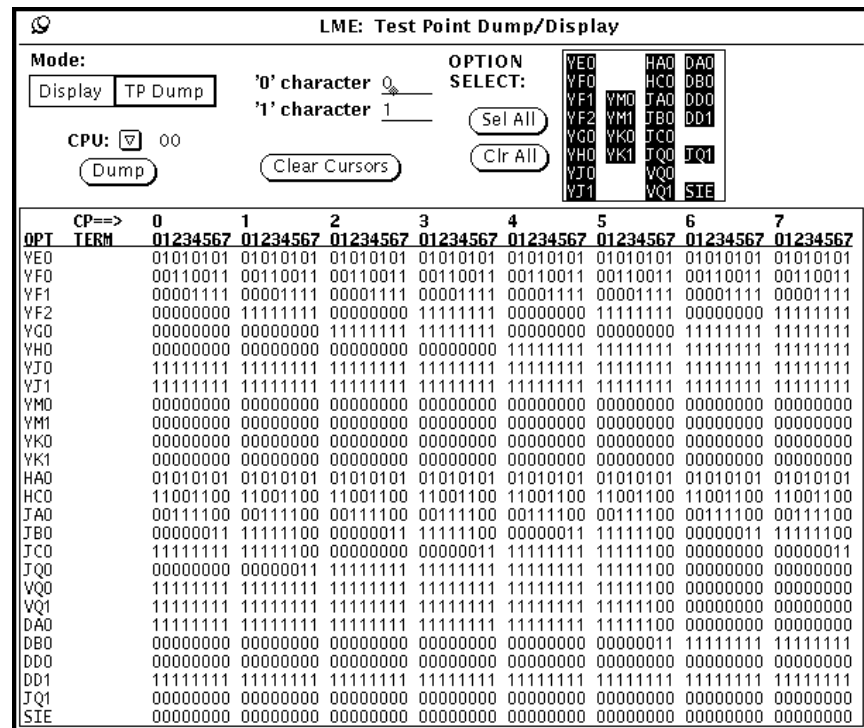 LME: Test Point Dump/Display
Mode:
Display TP Dump
CPU: 00
Dump
'0' character 0
'1' character 1
Clear Cursors
OPTION
SELECT:
Sel All
Clr All
YE0 HA0 DA0
YF0 HC0 DB0
YF1 YM0 JA0 DD0
YF2 YM1 JB0 DD1
YG0 YK0 JC0
YH0 YK1 JQ0 JQ1
YJ0 VQ0
YJ1 VQ1 SIE
CP==> 0 1 2 3 4 5 6 7
OPT TERM 01234567 01234567 01234567 01234567 01234567 01234567 01234567 01234567
YE0 01010101 01010101 01010101 01010101 01010101 01010101 01010101 01010101
YF0 00110011 00110011 00110011 00110011 00110011 00110011 00110011 00110011
YF1 00001111 00001111 00001111 00001111 00001111 00001111 00001111 00001111
YF2 00000000 11111111 00000000 11111111 00000000 11111111 00000000 11111111
YG0 00000000 00000000 11111111 11111111 00000000 00000000 11111111 11111111
YH0 00000000 00000000 00000000 00000000 11111111 11111111 11111111 11111111
YJ0 11111111 11111111 11111111 11111111 11111111 11111111 11111111 11111111
YJ1 11111111 11111111 11111111 11111111 11111111 11111111 11111111 11111111
YM0 00000000 00000000 00000000 00000000 00000000 00000000 00000000 00000000
YM1 00000000 00000000 00000000 00000000 00000000 00000000 00000000 00000000
YK0 00000000 00000000 00000000 00000000 00000000 00000000 00000000 00000000
YK1 00000000 00000000 00000000 00000000 00000000 00000000 00000000 00000000
HA0 01010101 01010101 01010101 01010101 01010101 01010101 01010101 01010101
HC0 11001100 11001100 11001100 11001100 11001100 11001100 11001100 11001100
JA0 00111100 00111100 00111100 00111100 00111100 00111100 00111100 00111100
JB0 00000011 11111100 00000011 11111100 00000011 11111100 00000011 11111100
JC0 11111111 11111100 00000000 00000011 11111111 11111100 00000000 00000011
JQ0 00000000 00000011 11111111 11111111 11111111 11111100 00000000 00000000
VQ0 11111111 11111111 11111111 11111111 11111111 11111100 00000000 00000000
VQ1 11111111 11111111 11111111 11111111 11111111 11111100 00000000 00000000
DA0 11111111 11111111 11111111 11111111 11111111 11111100 00000000 00000000
DB0 00000000 00000000 00000000 00000000 00000000 00000011 11111111 11111111
DD0 00000000 00000000 00000000 00000000 00000000 00000000 00000000 00000000
DD1 11111111 11111111 11111111 11111111 11111111 11111111 11111111 11111111
JQ1 00000000 00000000 00000000 00000000 00000000 00000000 00000000 00000000
SIE 00000000 00000000 00000000 00000000 00000000 00000000 00000000 00000000